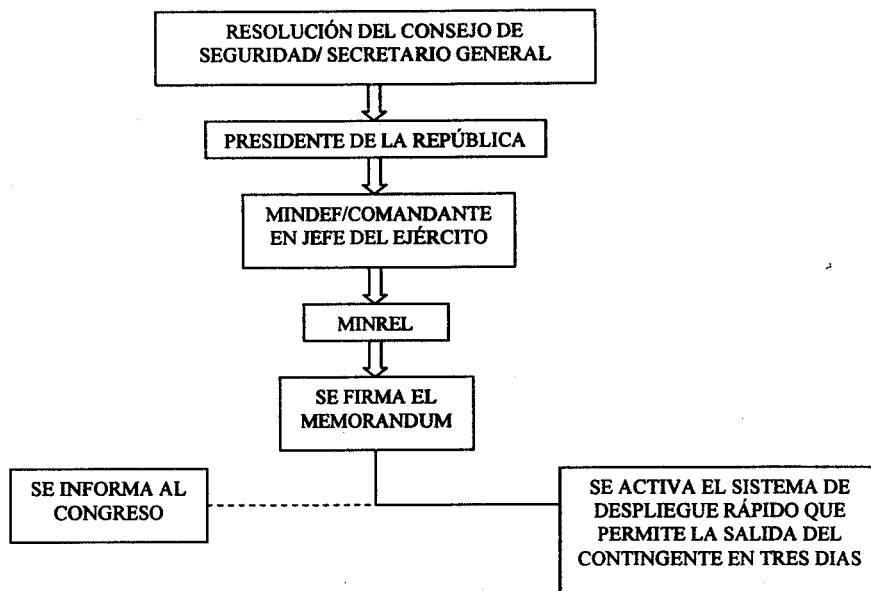 RESOLUCIÓN DEL CONSEJO DE
SEGURIDAD/ SECRETARIO GENERAL
PRESIDENTE DE LA REPÚBLICA
MINDEF/COMANDANTE
EN JEFE DEL EJÉRCITO
MINREL
SE FIRMA EL
MEMORANDUM
SE INFORMA AL
CONGRESO
SE ACTIVA EL SISTEMA DE
DESPLIEGUE RÁPIDO QUE
PERMITE LA SALIDA DEL
CONTINGENTE EN TRES DIAS